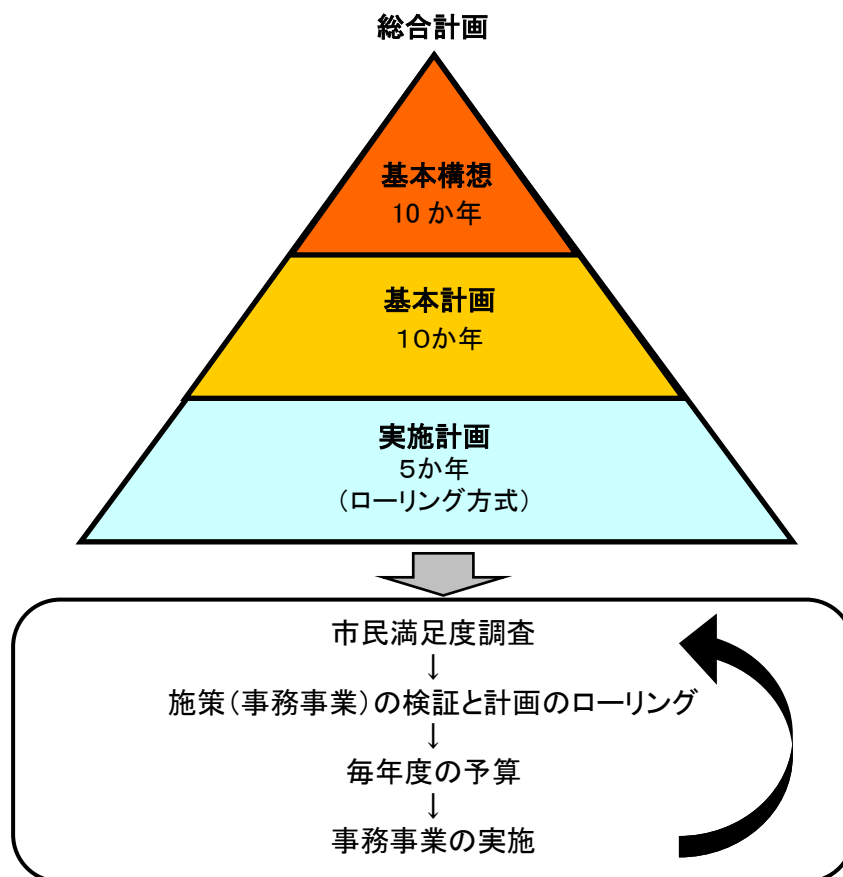 総合計画
基本構想
10 か年
基本計画
１０か年
実施計画
５か年
（ローリング方式）
市民満足度調査
↓
施策（事務事業）の検証と計画のローリング
↓
毎年度の予算
↓
事務事業の実施